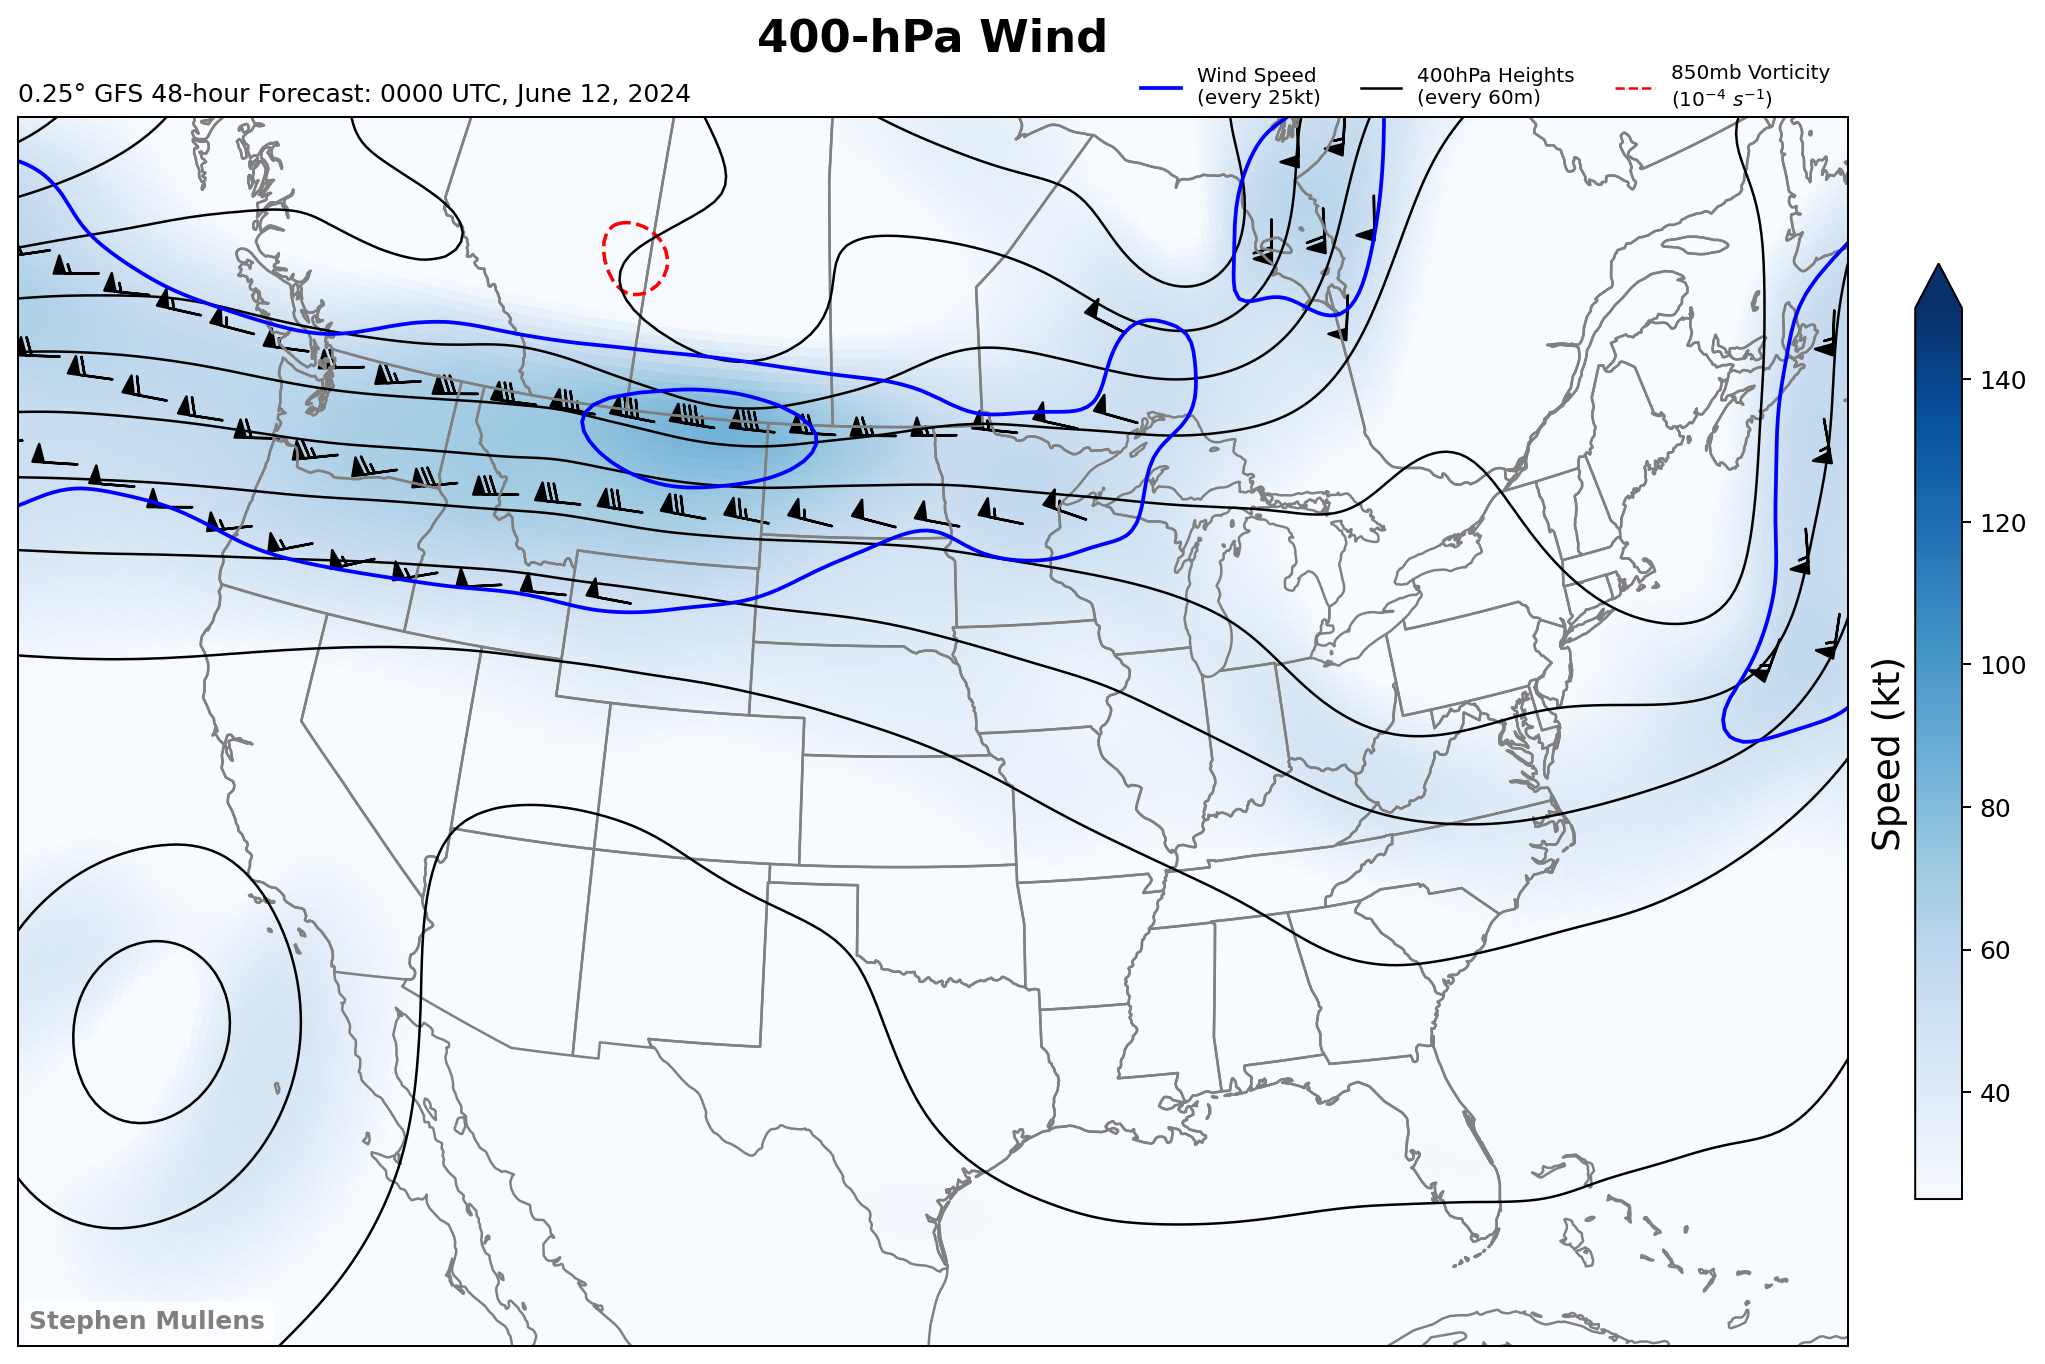 400-hPa Wind
0.25° GFS 48-hour Forecast: 0000 UTC, June 12, 2024
Wind Speed
(every 25kt)
400hPa Heights
(every 60m)
850mb Vorticity
(10⁻⁴ s⁻¹)
140
120
100
80
60
40
Speed (kt)
Stephen Mullens